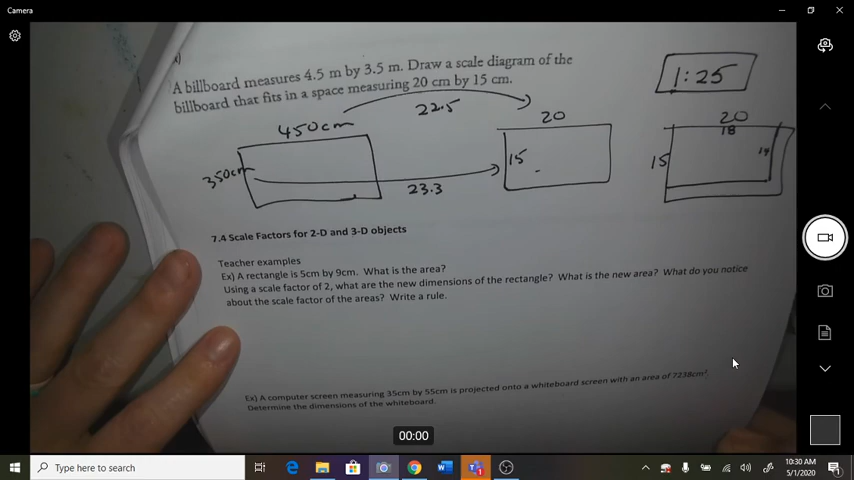 Camera
A billboard measures 4.5 m by 3.5 m. Draw a scale diagram of the
billboard that fits in a space measuring 20 cm by 15 cm.
1:25
22.5
450cm
20
20
18
350cm
15
15
14
23.3
7.4 Scale Factors for 2-D and 3-D objects
Teacher examples
Ex) A rectangle is 5cm by 9cm. What is the area?
Using a scale factor of 2, what are the new dimensions of the rectangle? What is the new area? What do you notice
about the scale factor of the areas? Write a rule.
Ex) A computer screen measuring 35cm by 55cm is projected onto a whiteboard screen with an area of 7238cm².
Determine the dimensions of the whiteboard.
00:00
Type here to search
10:30 AM
5/1/2020